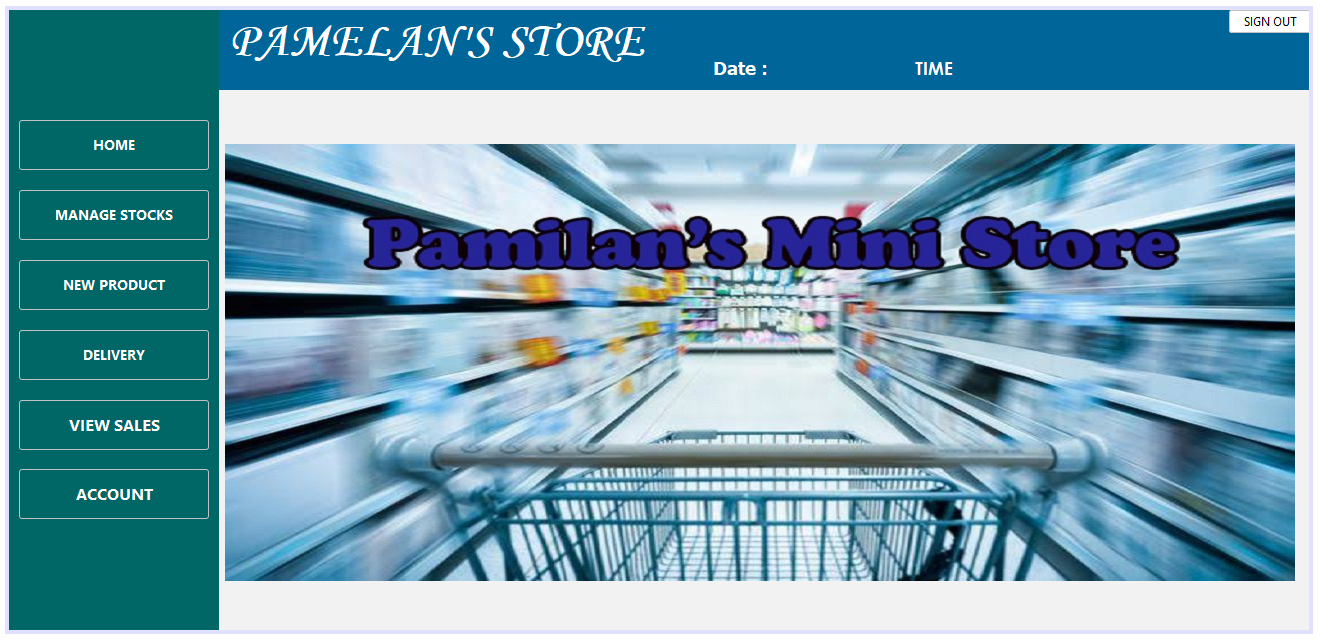 PAMELAN'S STORE
SIGN OUT
Date :
TIME
HOME
MANAGE STOCKS
NEW PRODUCT
DELIVERY
VIEW SALES
ACCOUNT
Pamilan's Mini Store